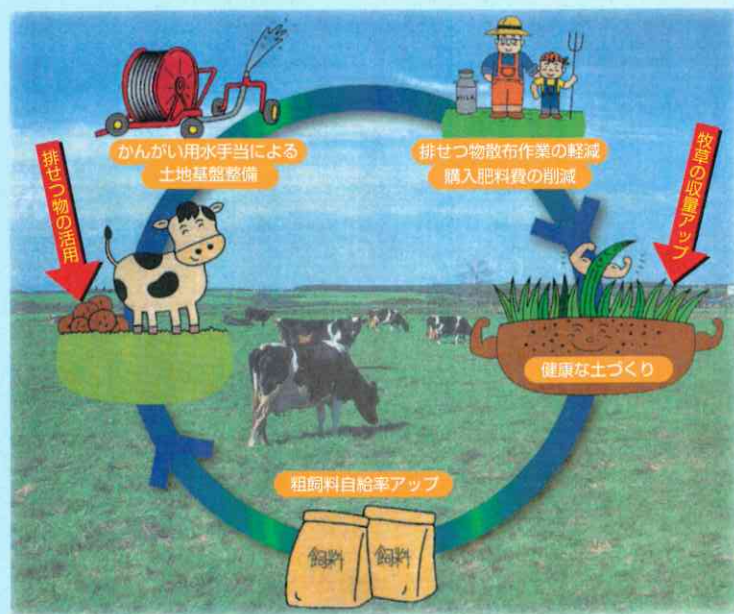 かんがい用水手当による
土地基盤整備
排せつ物散布作業の軽減
購入肥料費の削減
排せつ物の活用
牧草の収量アップ
MILK
健康な土づくり
粗飼料自給率アップ
飼料
飼料